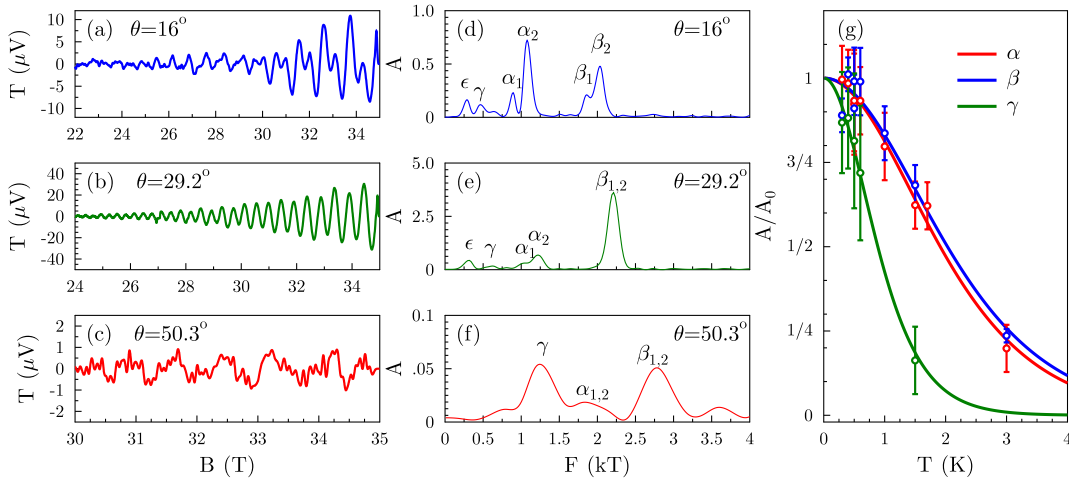 (a) θ=16°
T (μV)
10
5
0
-5
-10
22 24 26 28 30 32 34
(b) θ=29.2°
T (μV)
40
20
0
-20
-40
24 26 28 30 32 34
(c) θ=50.3°
T (μV)
2
1
0
-1
-2
30 31 32 33 34 35
B (T)
(d) θ=16°
A
1
0.5
0
ϵ γ α₁ α₂ β₁ β₂
(e) θ=29.2°
A
5.0
2.5
0
ϵ γ α₁ α₂ β₁,₂
(f) θ=50.3°
A
0.1
.05
0
γ α₁,₂ β₁,₂
0 0.5 1 1.5 2 2.5 3 3.5 4
F (kT)
(g)
α
β
γ
A/A₀
1
3/4
1/2
1/4
0
0 1 2 3 4
T (K)